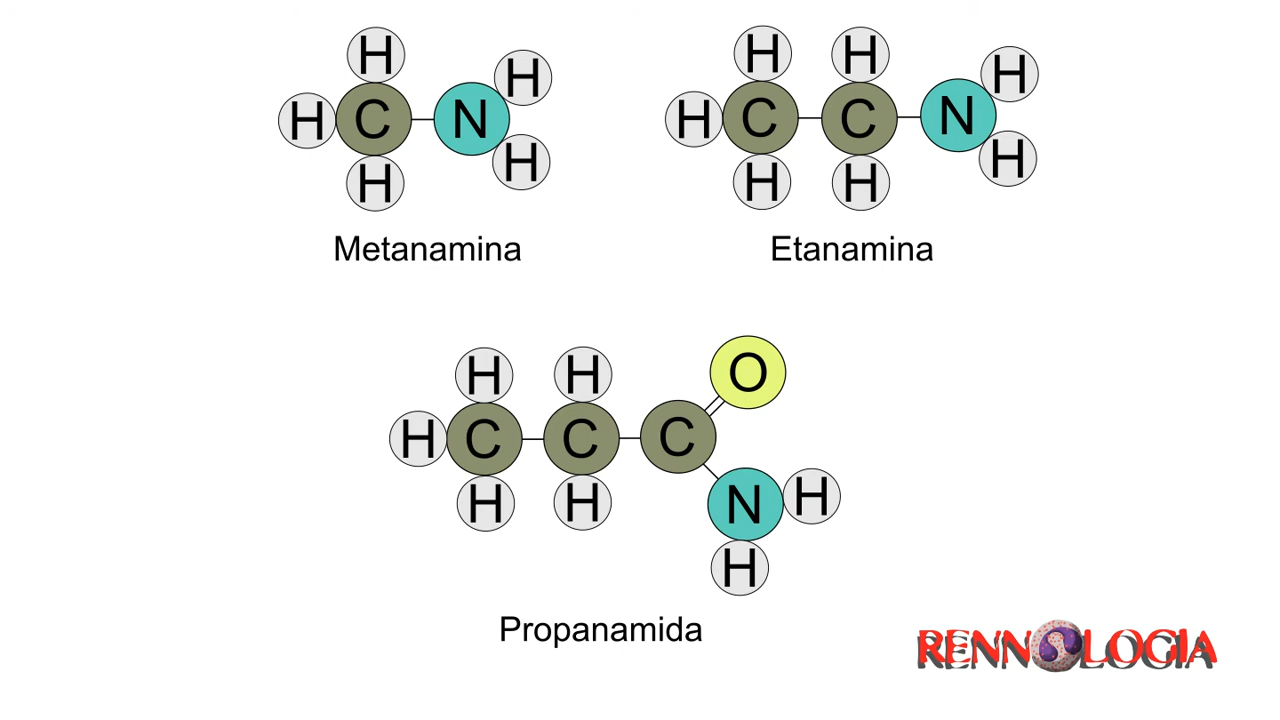 H H
H C N
H H
H H H
H C C N
H H H
Metanamina
Etanamina
H H O
H C C C
H H N H
H
Propanamida
RENNOLOGIA